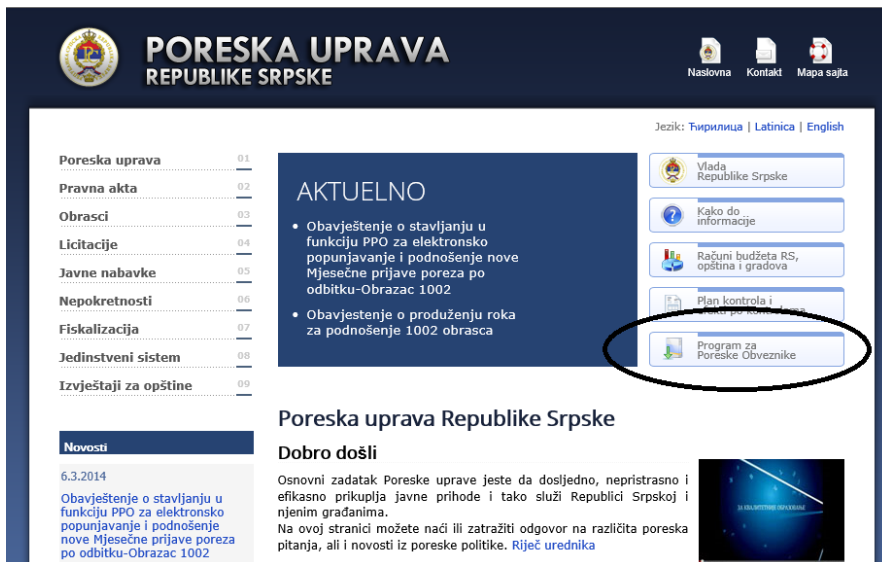 PORESKA UPRAVA
REPUBLIKE SRPSKE
Naslovna Kontakt Mapa sajta
Jezik: Ћирилица | Latinica | English
Poreska uprava 01
Pravna akta 02
Obrasci 03
Licitacije 04
Javne nabavke 05
Nepokretnosti 06
Fiskalizacija 07
Jedinstveni sistem 08
Izvještaji za opštine 09
AKTUELNO
• Obavještenje o stavljanju u
funkciju PPO za elektronsko
popunjavanje i podnošenje nove
Mjesečne prijave poreza po
odbitku-Obrazac 1002
• Obavjestenje o produženju roka
za podnošenje 1002 obrasca
Vlada
Republike Srpske
Kako do
informacije
Računi budžeta RS,
opština i gradova
Plan kontrola i
efekti po kontrolama
Program za
Poreske Obveznike
Novosti
6.3.2014
Obavještenje o stavljanju u
funkciju PPO za elektronsko
popunjavanje i podnošenje
nove Mjesečne prijave poreza
po odbitku-Obrazac 1002
Poreska uprava Republike Srpske
Dobro došli
Osnovni zadatak Poreske uprave jeste da dosljedno, nepristrasno i
efikasno prikuplja javne prihode i tako služi Republici Srpskoj i
njenim građanima.
Na ovoj stranici možete naći ili zatražiti odgovor na različita poreska
pitanja, ali i novosti iz poreske politike. Riječ urednika
ЗА КВАЛИТЕТНИЈЕ ОБРАЗОВАЊЕ